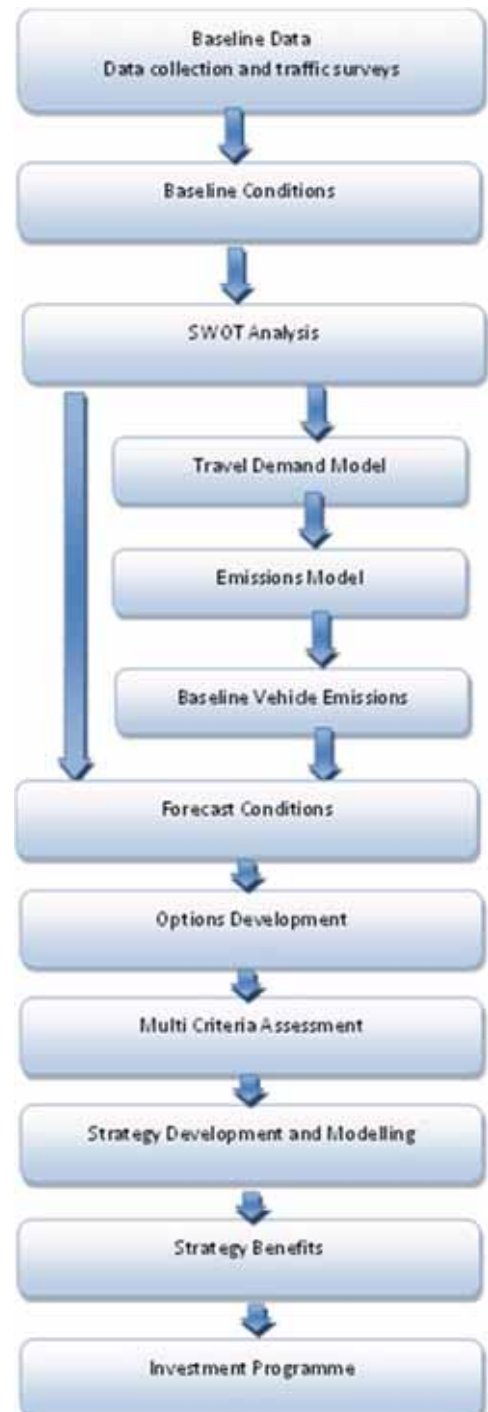 Baseline Data
Data collection and traffic surveys
Baseline Conditions
SWOT Analysis
Travel Demand Model
Emissions Model
Baseline Vehicle Emissions
Forecast Conditions
Options Development
Multi Criteria Assessment
Strategy Development and Modelling
Strategy Benefits
Investment Programme